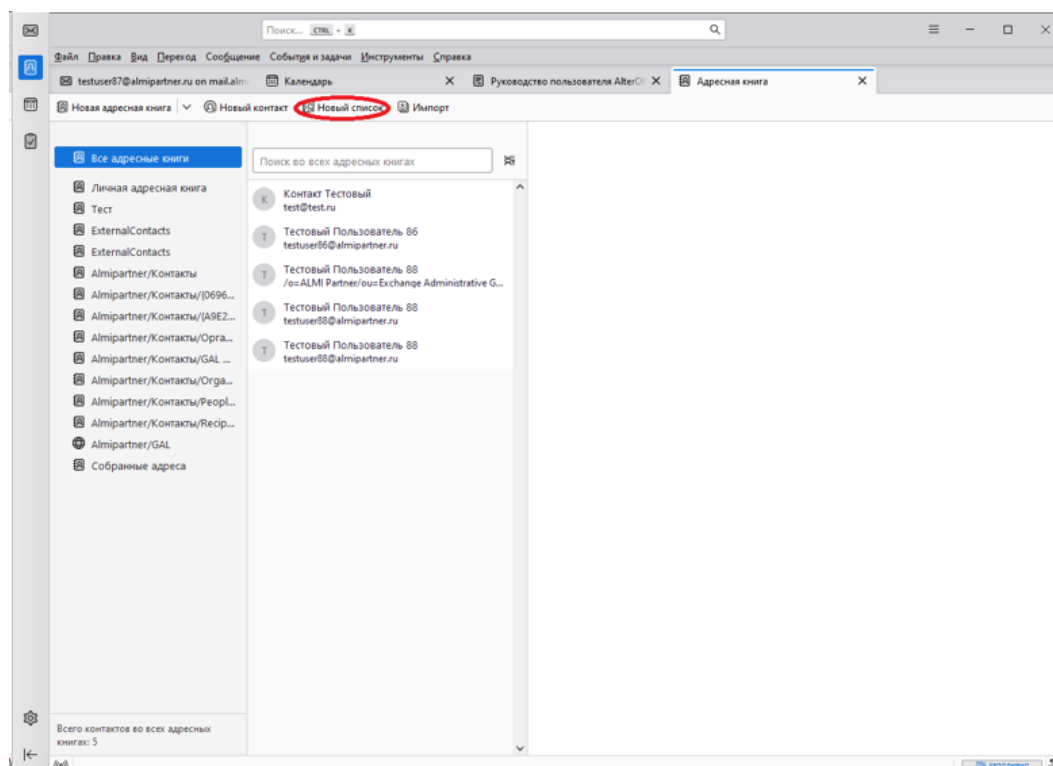 Поиск... CTRL + K
Файл Правка Вид Переход Сообщение События и задачи Инструменты Справка
testuser87@almipartner.ru on mail.alm
Календарь
Руководство пользователя AlterO
Адресная книга
Новая адресная книга
Новый контакт
Новый список
Импорт
Все адресные книги
Личная адресная книга
Тест
ExternalContacts
ExternalContacts
Almipartner/Контакты
Almipartner/Контакты/{0696...
Almipartner/Контакты/{A9E2...
Almipartner/Контакты/Орга...
Almipartner/Контакты/GAL ...
Almipartner/Контакты/Orga...
Almipartner/Контакты/Peopl...
Almipartner/Контакты/Recip...
Almipartner/GAL
Собранные адреса
Всего контактов во всех адресных
книгах: 5
Поиск во всех адресных книгах
К
Контакт Тестовый
test@test.ru
Т
Тестовый Пользователь 86
testuser86@almipartner.ru
Т
Тестовый Пользователь 88
/o=ALMI Partner/ou=Exchange Administrative G...
Т
Тестовый Пользователь 88
testuser88@almipartner.ru
Т
Тестовый Пользователь 88
testuser88@almipartner.ru